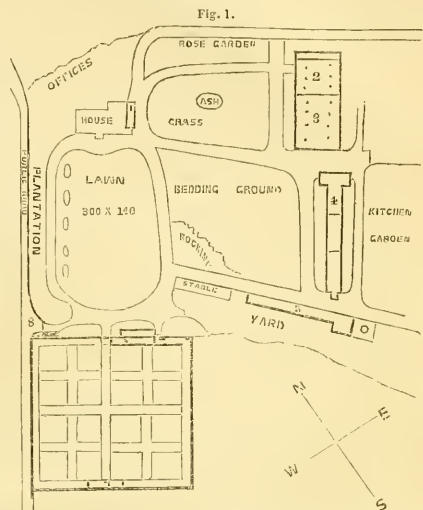 Fig. 1.
ROSE GARDEN
OFFICES
2
ASH
HOUSE
1
3
GRASS
PLANTATION
PUBLIC ROAD
LAWN
300 X 140
BEDDING GROUND
4
KITCHEN
GARDEN
ROCKERY
STABLE
5
YARD
8
N
E
W
S